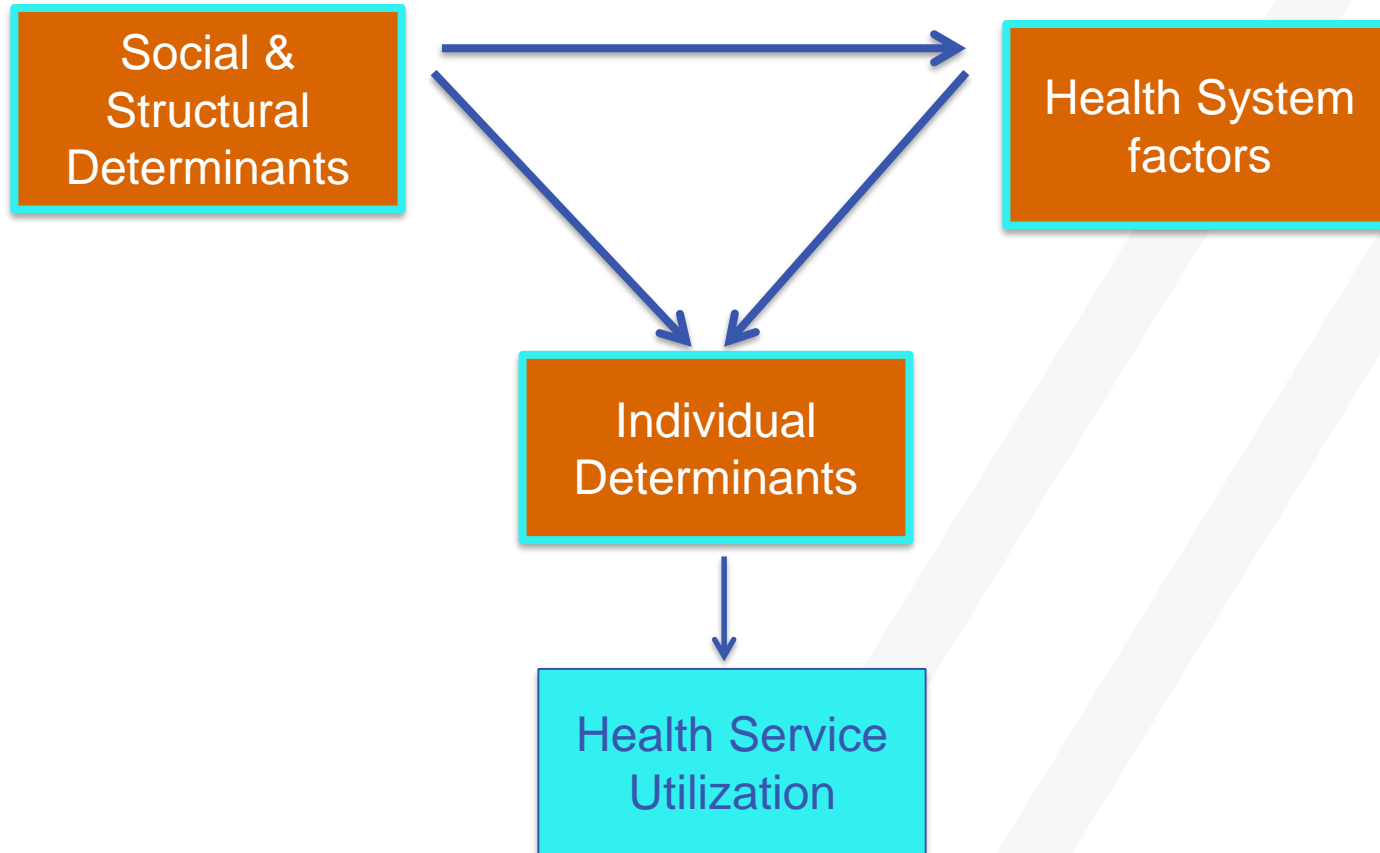 Social &
Structural
Determinants
Health System
factors
Individual
Determinants
Health Service
Utilization